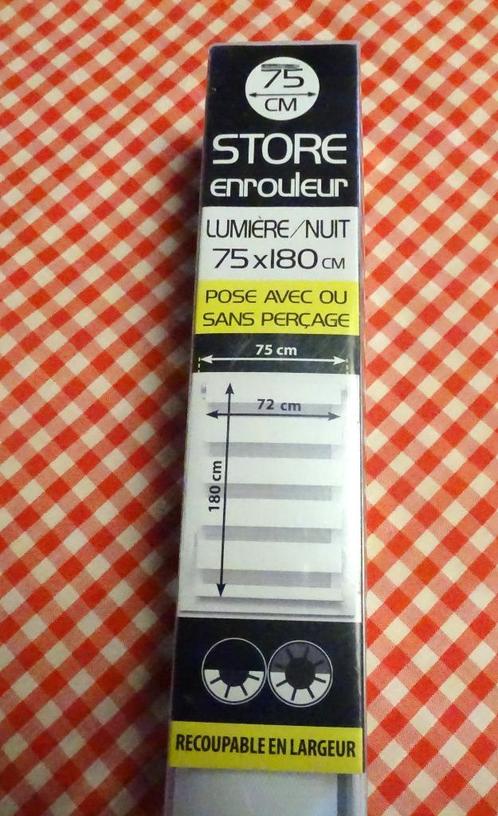 75
CM
STORE
enrouleur
LUMIÈRE/NUIT
75x180 CM
POSE AVEC OU
SANS PERÇAGE
75 cm
72 cm
180 cm
RECOUPABLE EN LARGEUR